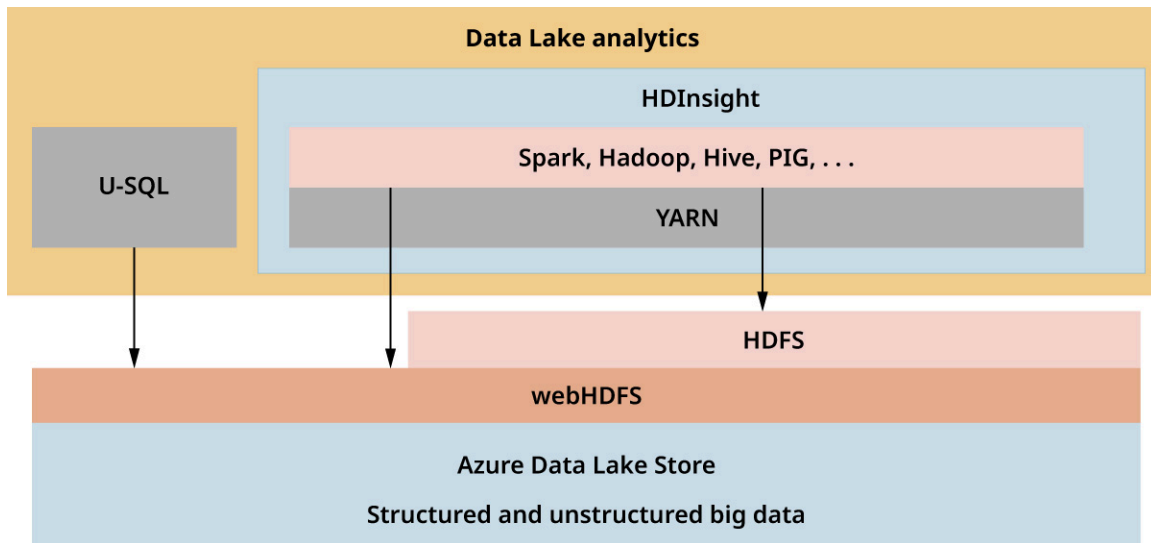 Data Lake analytics
HDInsight
U-SQL
Spark, Hadoop, Hive, PIG, . . .
YARN
HDFS
webHDFS
Azure Data Lake Store
Structured and unstructured big data